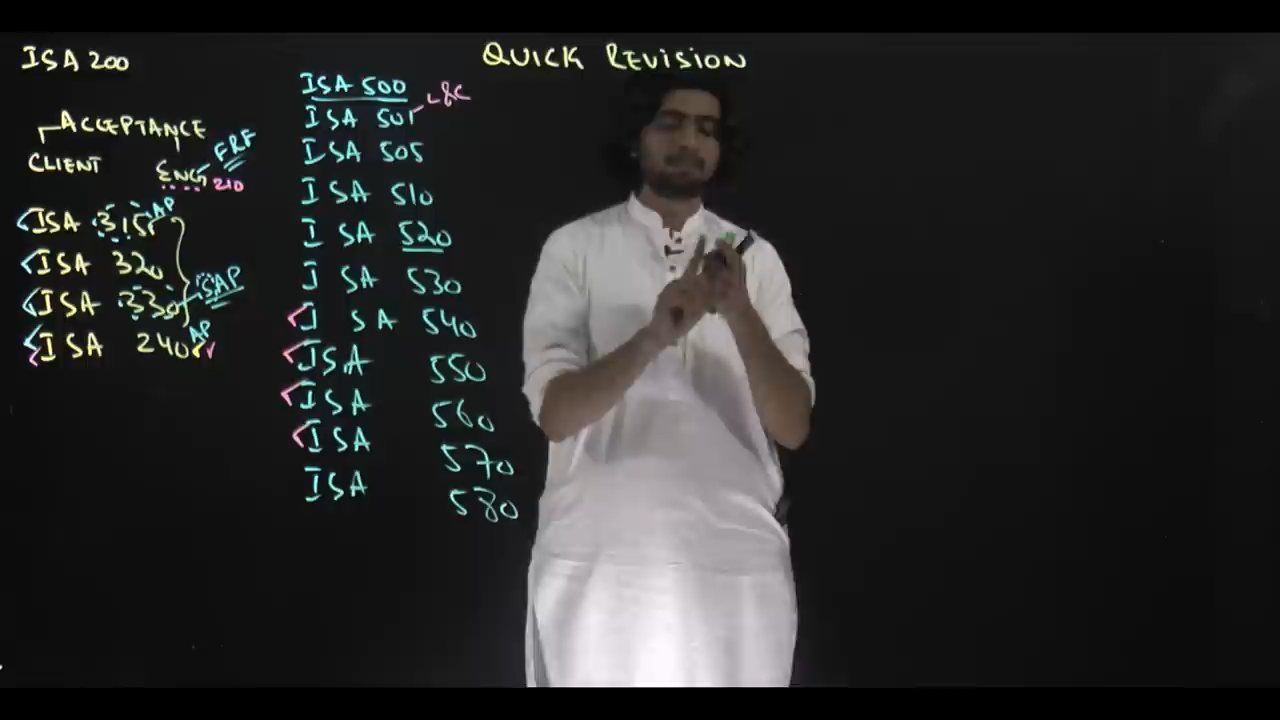 ISA 200
QUICK REVISION
ACCEPTANCE
CLIENT
ENG
FRF
210
ISA 315 AP
ISA 320
ISA 330 SAP
ISA 240 AP
ISA 500
ISA 501 L&C
ISA 505
ISA 510
ISA 520
ISA 530
ISA 540
ISA 550
ISA 560
ISA 570
ISA 580